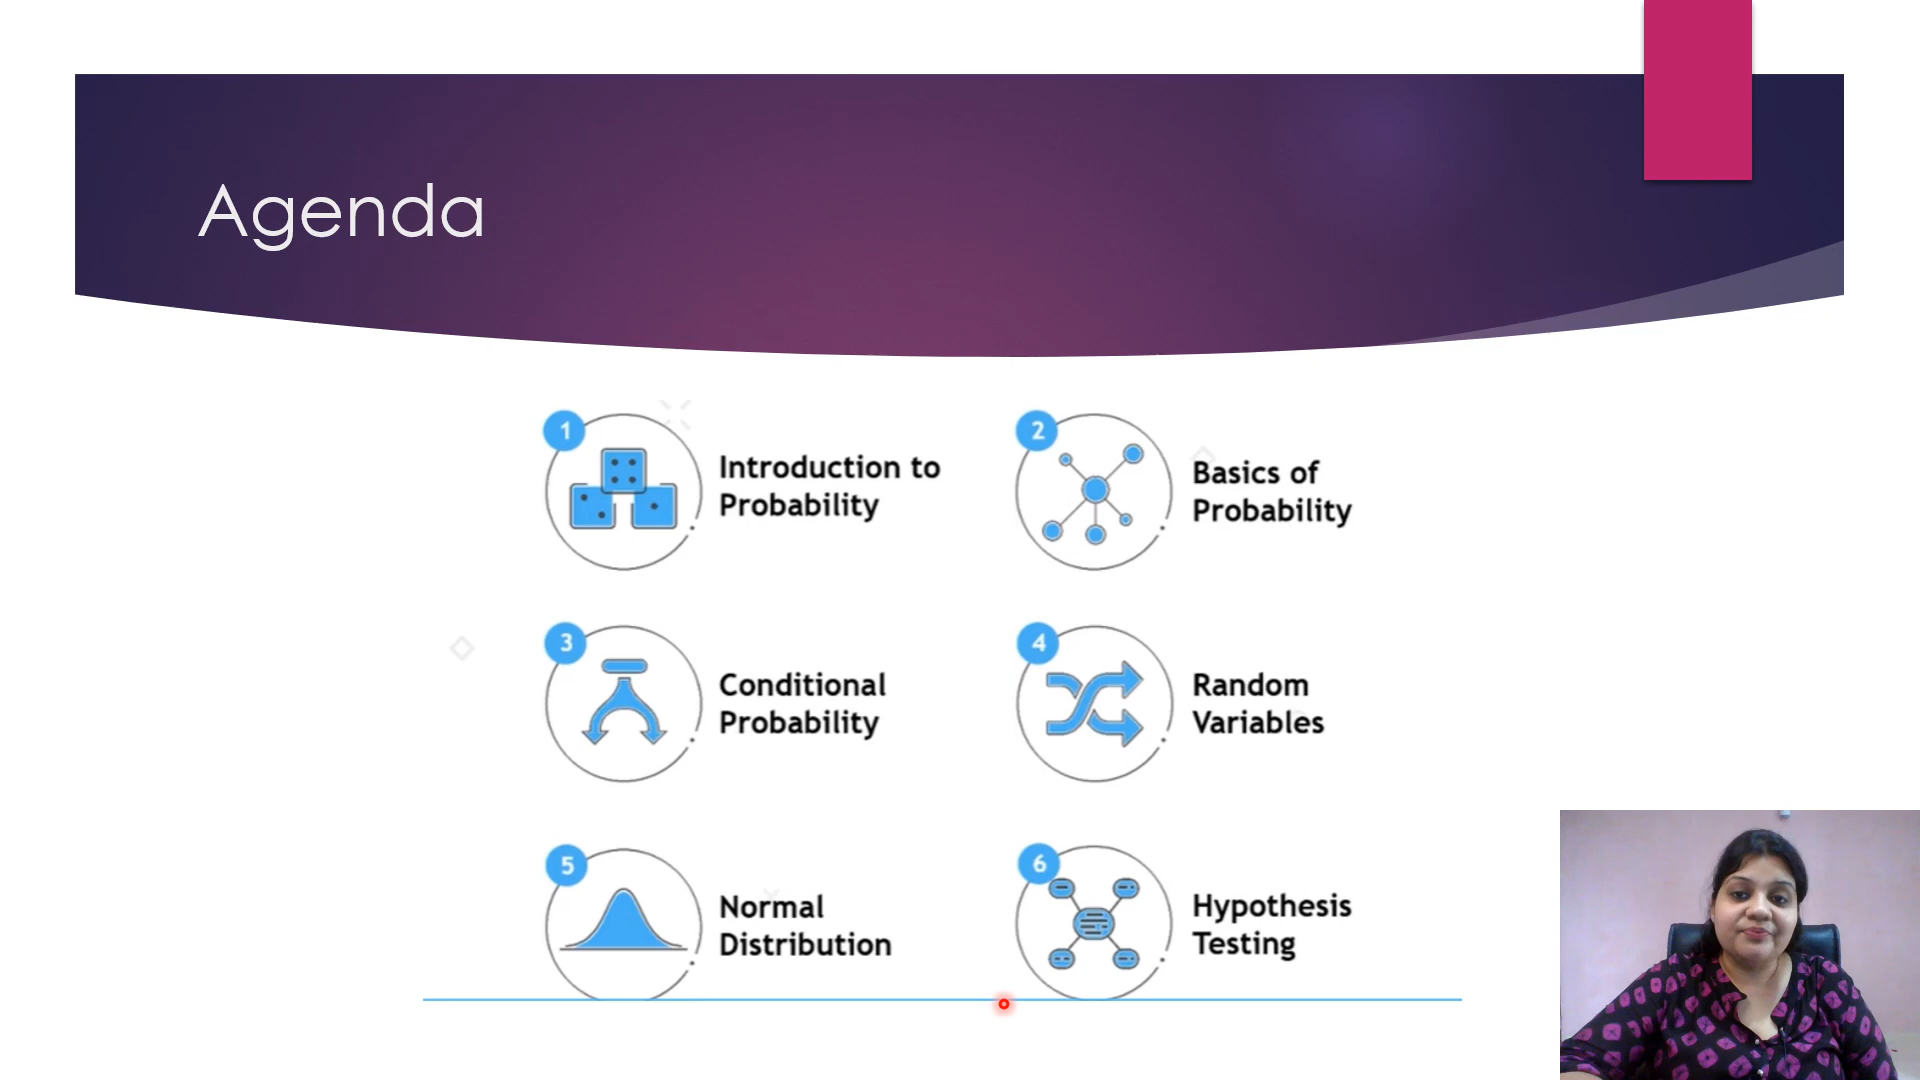 Agenda
1
Introduction to
Probability
2
Basics of
Probability
3
Conditional
Probability
4
Random
Variables
5
Normal
Distribution
6
Hypothesis
Testing